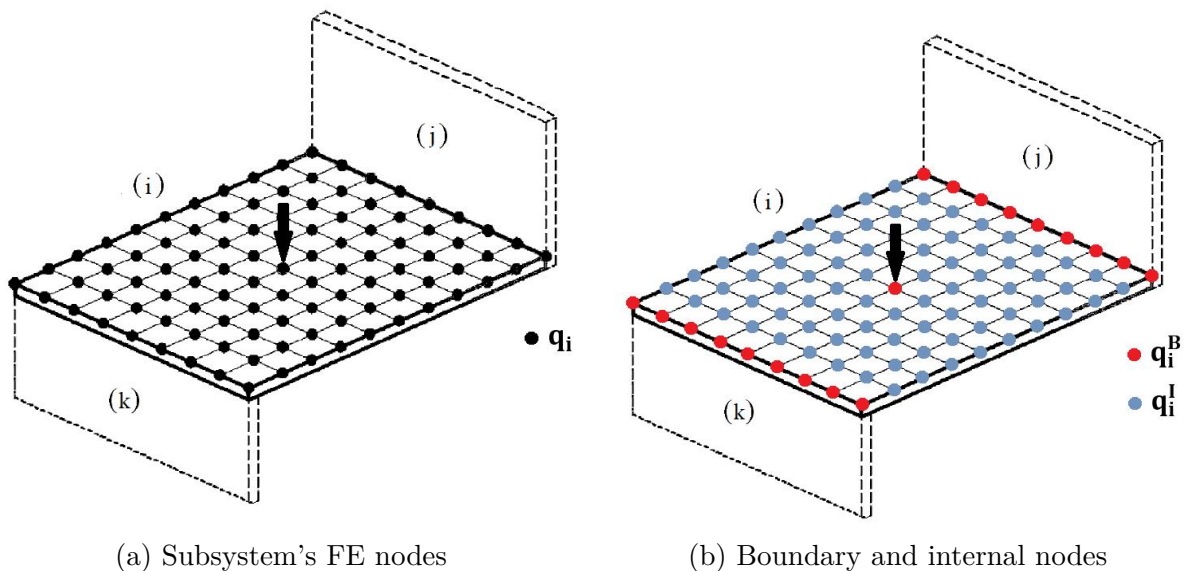 (j)
(i)
(k)
q_i
(a) Subsystem's FE nodes
(j)
(i)
(k)
q_i^B
q_i^I
(b) Boundary and internal nodes